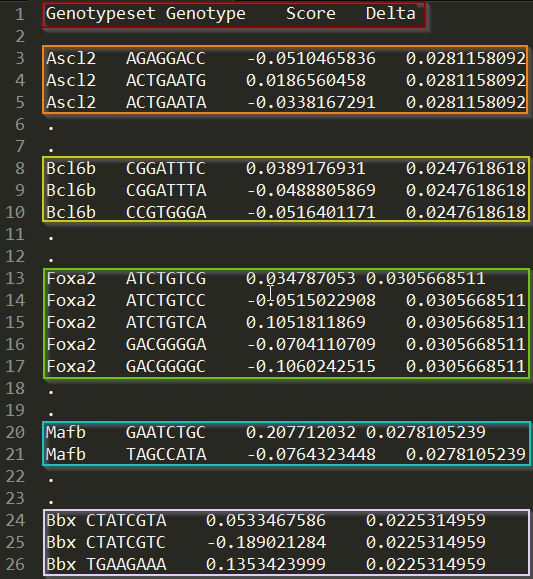 1 Genotypeset Genotype Score Delta
2
3 Ascl2 AGAGGACC -0.0510465836 0.0281158092
4 Ascl2 ACTGAATG 0.0186560458 0.0281158092
5 Ascl2 ACTGAATA -0.0338167291 0.0281158092
6 .
7 .
8 Bcl6b CGGATTTC 0.0389176931 0.0247618618
9 Bcl6b CGGATTTA -0.0488805869 0.0247618618
10 Bcl6b CCGTGGGA -0.0516401171 0.0247618618
11 .
12 .
13 Foxa2 ATCTGTCG 0.034787053 0.0305668511
14 Foxa2 ATCTGTCC -0.0515022908 0.0305668511
15 Foxa2 ATCTGTCA 0.1051811869 0.0305668511
16 Foxa2 GACGGGGA -0.0704110709 0.0305668511
17 Foxa2 GACGGGGC -0.1060242515 0.0305668511
18 .
19 .
20 Mafb GAATCTGC 0.207712032 0.0278105239
21 Mafb TAGCCATA -0.0764323448 0.0278105239
22 .
23 .
24 Bbx CTATCGTA 0.0533467586 0.0225314959
25 Bbx CTATCGTC -0.189021284 0.0225314959
26 Bbx TGAAGAAA 0.1353423999 0.0225314959